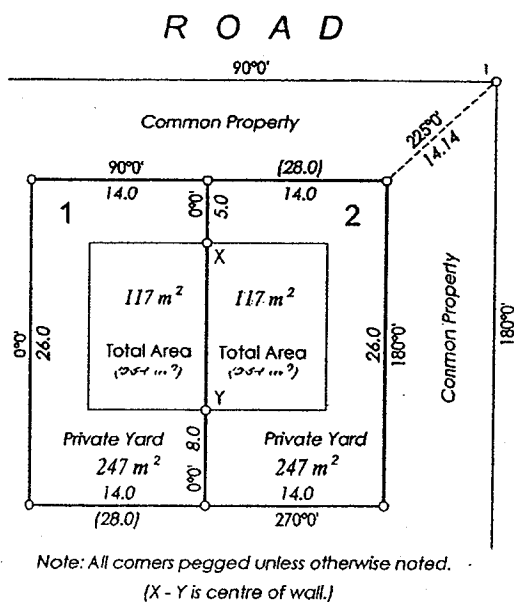 ROAD
90°0'
1
Common Property
225°0'
14.14
90°0'
(28.0)
14.0
14.0
1
0°0'
5.0
2
X
117 m²
117 m²
0°0'
26.0
Total Area
Total Area
26.0
180°0'
Common Property
180°0'
Y
Private Yard
247 m²
0°0'
8.0
Private Yard
247 m²
14.0
14.0
(28.0)
270°0'
Note: All corners pegged unless otherwise noted.
(X - Y is centre of wall.)